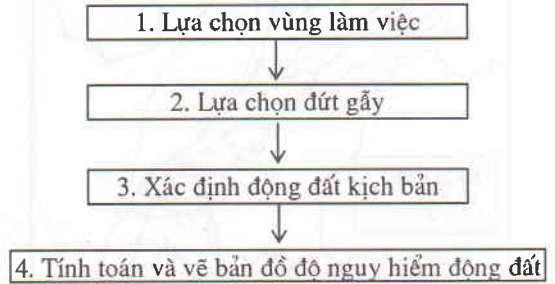 1. Lựa chọn vùng làm việc
2. Lựa chọn đứt gẫy
3. Xác định động đất kịch bản
4. Tính toán và vẽ bản đồ độ nguy hiểm động đất